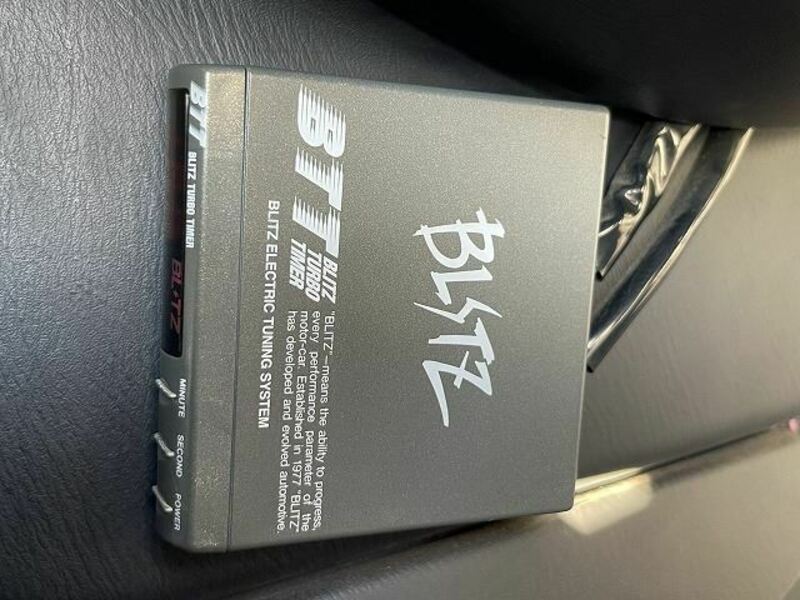 BLITZ
BTT BLITZ
TURBO
TIMER
BLITZ ELECTRIC TUNING SYSTEM
"BLITZ"—means the ability to progress,
every performance parameter of the
motor-car. Established in 1977 "BLITZ"
has developed and evolved automotive.
BTT BLITZ TURBO TIMER
BLITZ
MINUTE SECOND POWER